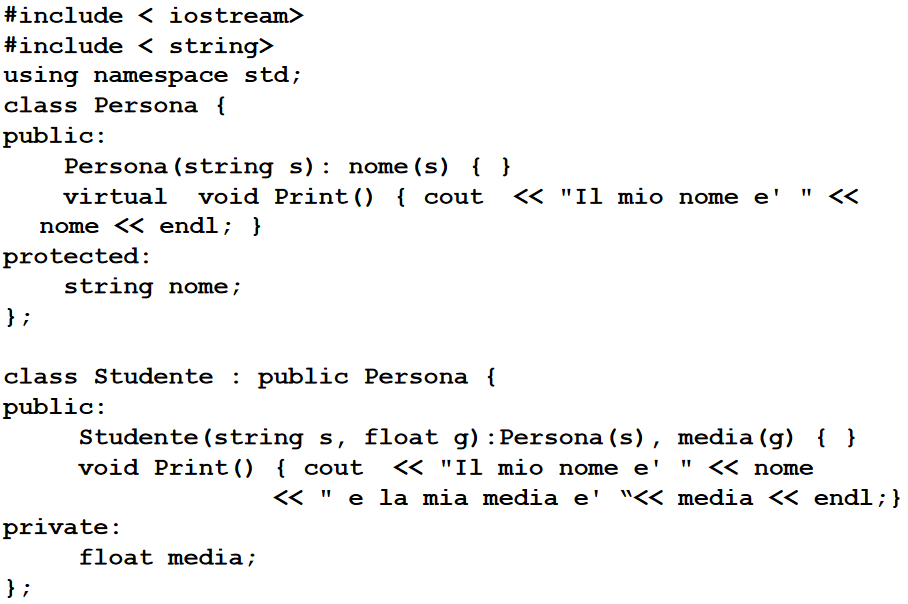 #include < iostream>
#include < string>
using namespace std;
class Persona {
public:
    Persona(string s): nome(s) { }
    virtual  void Print() { cout  << "Il mio nome e' " <<
  nome << endl; }
protected:
    string nome;
};

class Studente : public Persona {
public:
     Studente(string s, float g):Persona(s), media(g) { }
     void Print() { cout  << "Il mio nome e' " << nome
                  << " e la mia media e' “<< media << endl;}
private:
     float media;
};